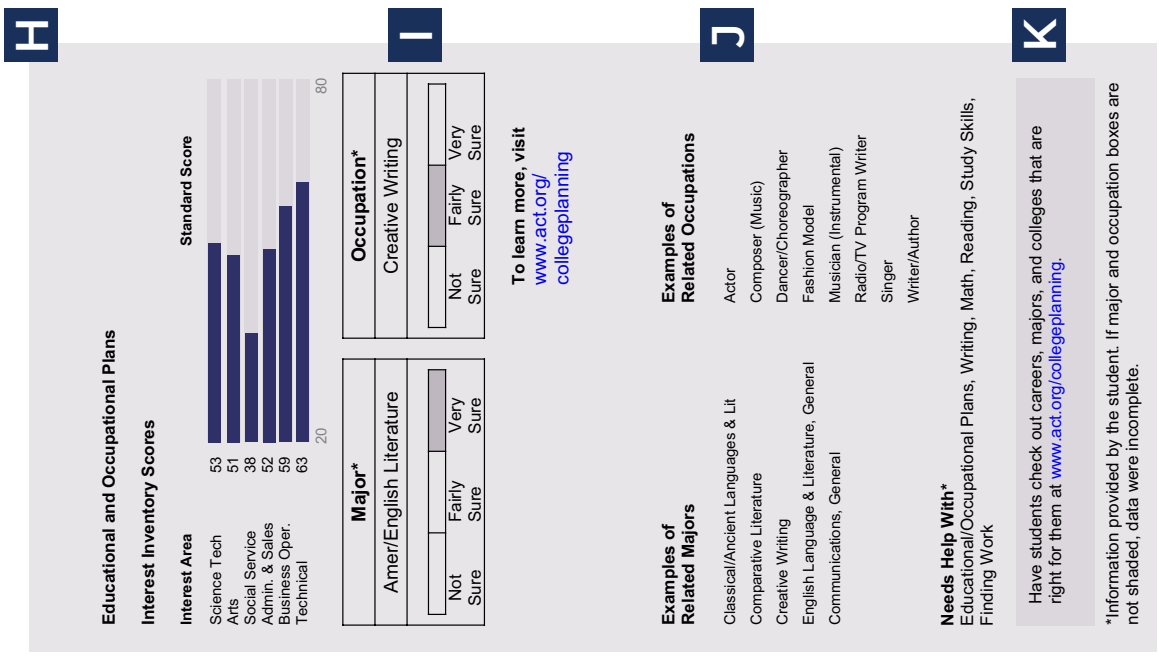 H
Educational and Occupational Plans
Interest Inventory Scores
Interest Area Standard Score
Science Tech 53
Arts 51
Social Service 38
Admin. & Sales 52
Business Oper. 59
Technical 63
20 80
I
Major*
Amer/English Literature
Not Sure
Fairly Sure
Very Sure
Occupation*
Creative Writing
Not Sure
Fairly Sure
Very Sure
To learn more, visit
www.act.org/
collegeplanning
J
Examples of
Related Majors
Classical/Ancient Languages & Lit
Comparative Literature
Creative Writing
English Language & Literature, General
Communications, General
Examples of
Related Occupations
Actor
Composer (Music)
Dancer/Choreographer
Fashion Model
Musician (Instrumental)
Radio/TV Program Writer
Singer
Writer/Author
Needs Help With*
Educational/Occupational Plans, Writing, Math, Reading, Study Skills,
Finding Work
K
Have students check out careers, majors, and colleges that are
right for them at www.act.org/collegeplanning.
*Information provided by the student. If major and occupation boxes are
not shaded, data were incomplete.